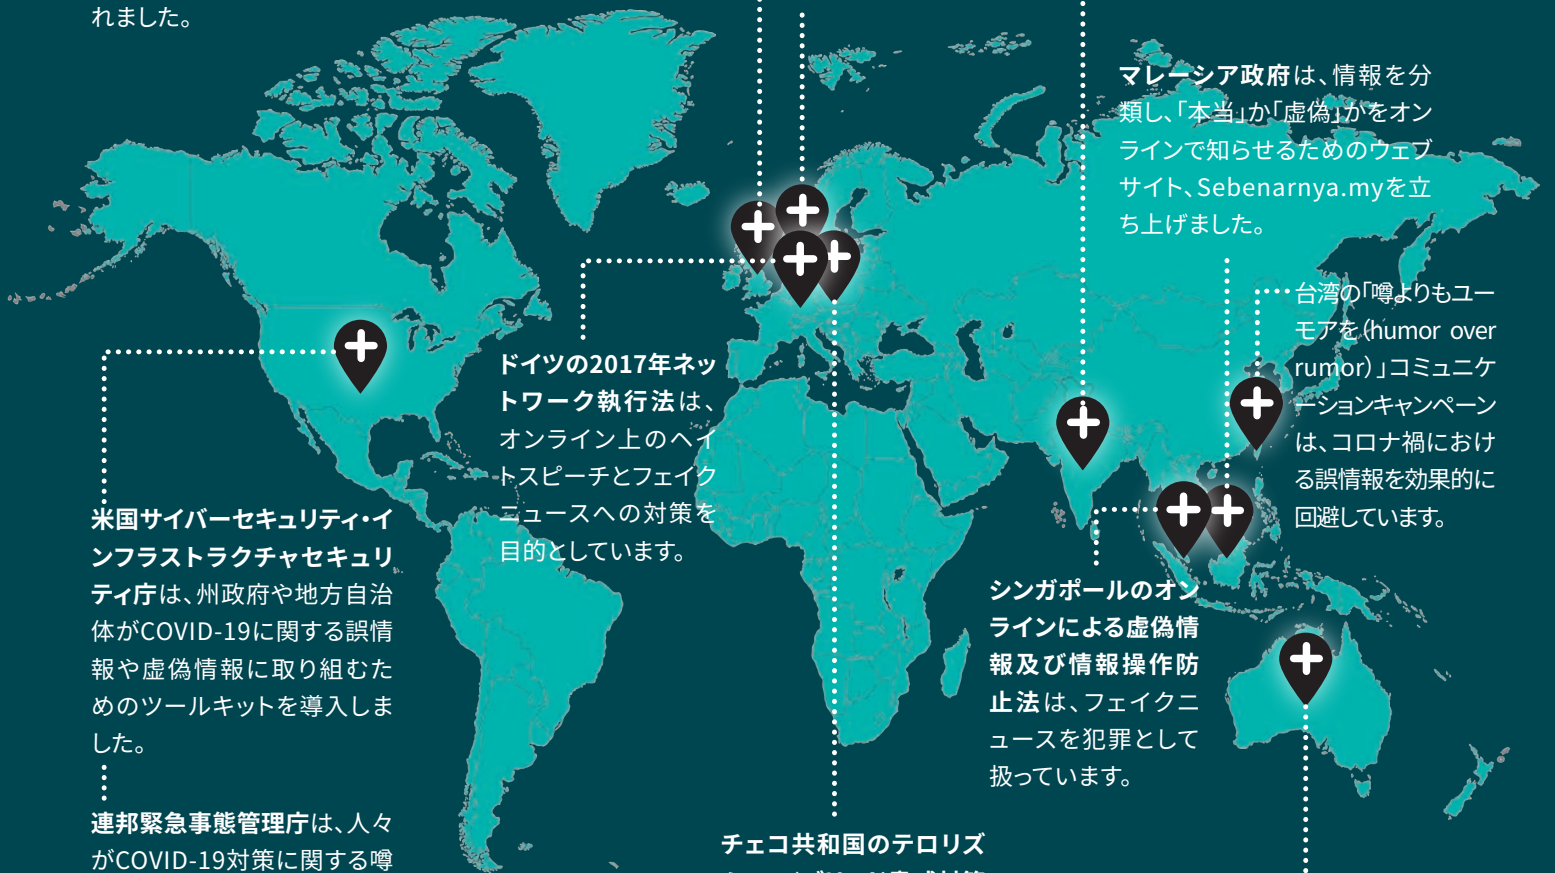 れました。
マレーシア政府は、情報を分
類し、「本当」か「虚偽」かをオン
ラインで知らせるためのウェブ
サイト、Sebenarnya.myを立
ち上げました。
台湾の「噂よりもユー
モアを(humor over
rumor)」コミュニケ
ーションキャンペーン
は、コロナ禍におけ
る誤情報を効果的に
回避しています。
ドイツの2017年ネッ
トワーク執行法は、
オンライン上のヘイ
トスピーチとフェイク
ニュースへの対策を
目的としています。
米国サイバーセキュリティ・イ
ンフラストラクチャセキュリ
ティ庁は、州政府や地方自治
体がCOVID-19に関する誤情
報や虚偽情報に取り組むた
めのツールキットを導入しま
した。
シンガポールのオン
ラインによる虚偽情
報及び情報操作防
止法は、フェイクニ
ュースを犯罪として
扱っています。
連邦緊急事態管理庁は、人々
がCOVID-19対策に関する噂
チェコ共和国のテロリズ